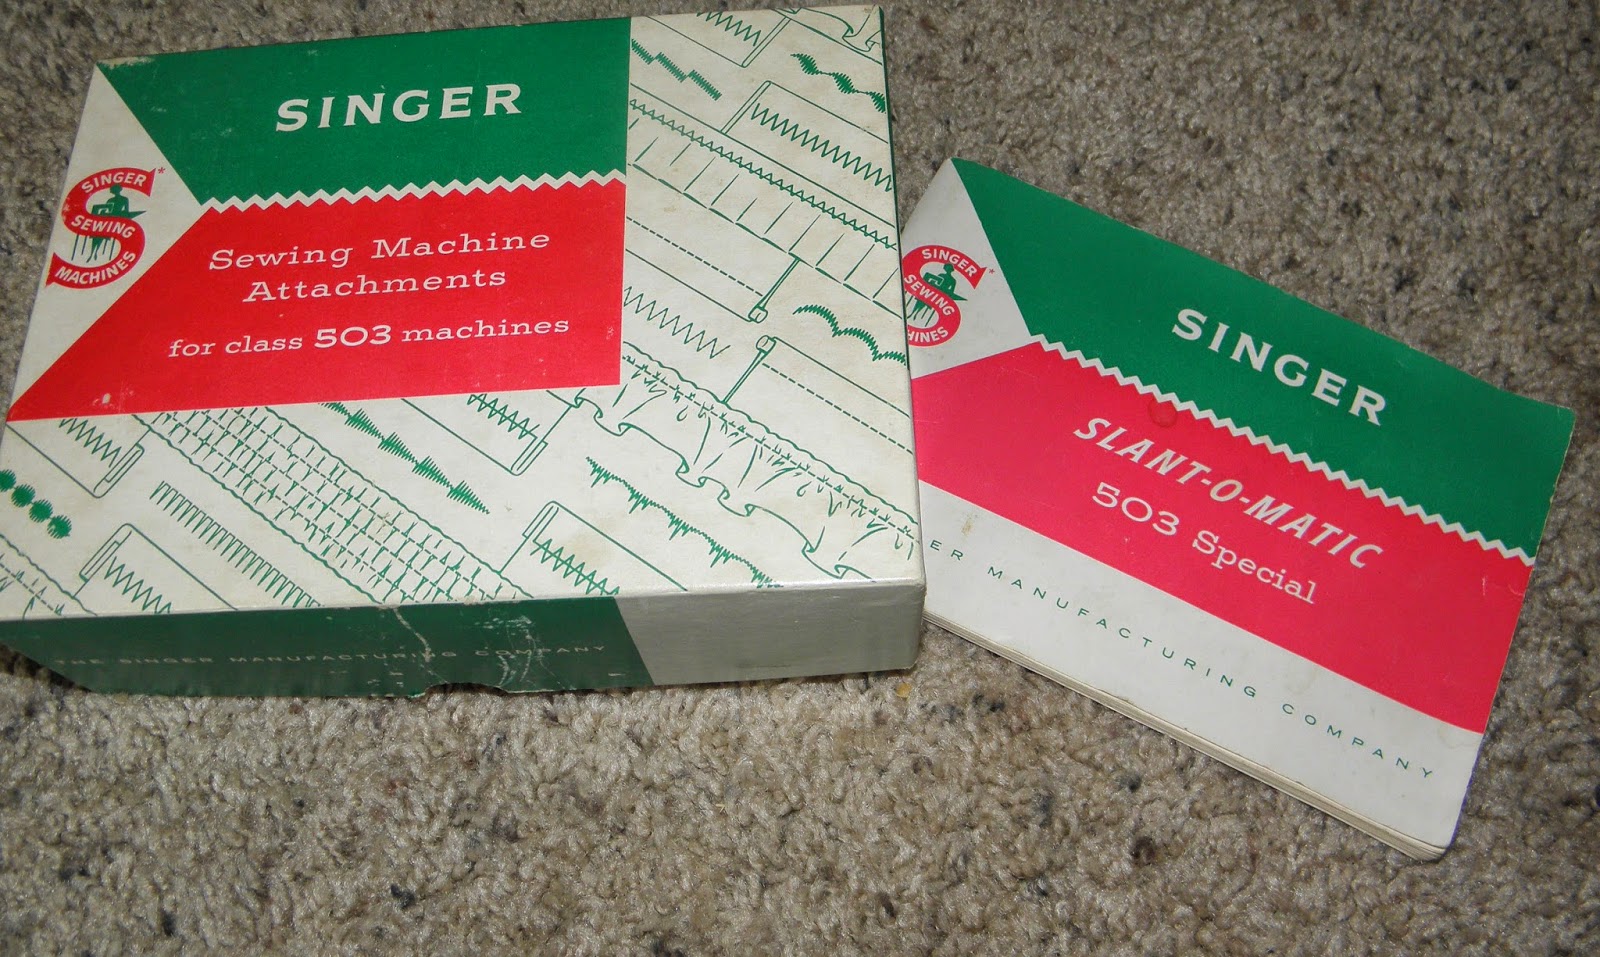 SINGER
SINGER
SEWING
MACHINES
*
Sewing Machine
Attachments
for class 503 machines
THE SINGER MANUFACTURING COMPANY
SINGER
SINGER
SEWING
HINES
*
SLANT-O-MATIC
503 Special
ER MANUFACTURING COMPANY